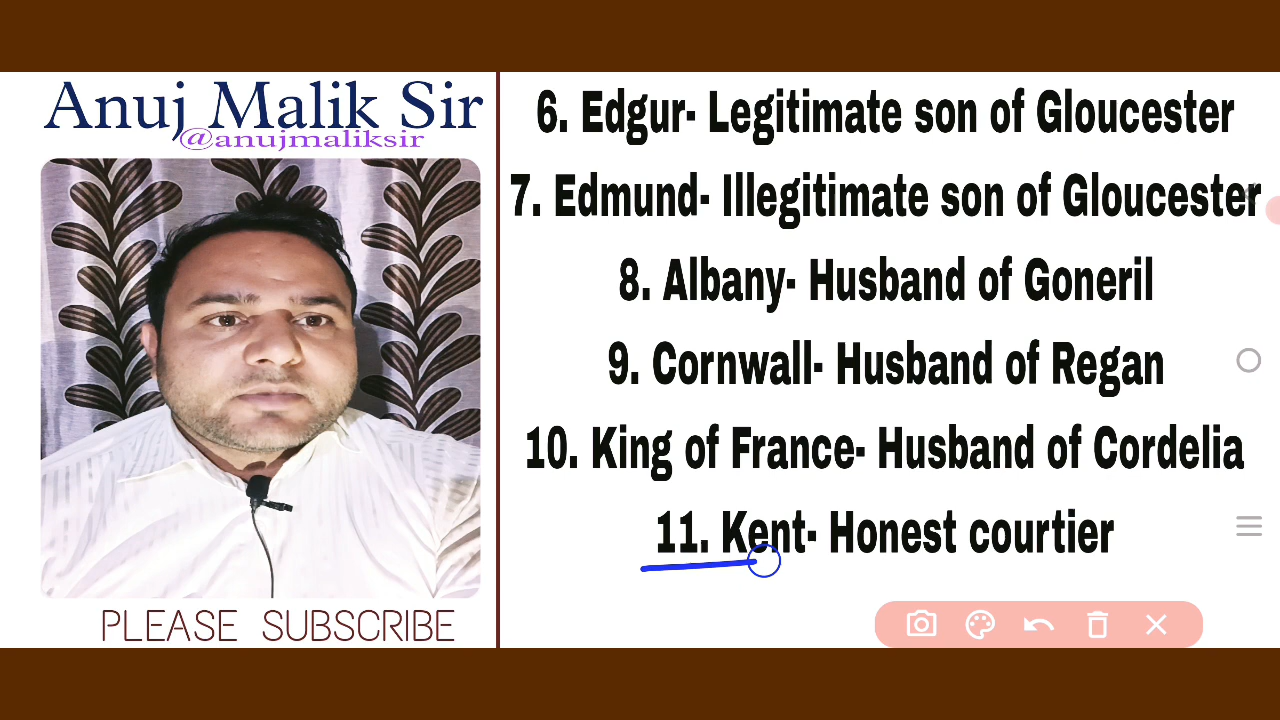 Anuj Malik Sir
@anujmaliksir
PLEASE SUBSCRIBE
6. Edgur- Legitimate son of Gloucester
7. Edmund- Illegitimate son of Gloucester
8. Albany- Husband of Goneril
9. Cornwall- Husband of Regan
10. King of France- Husband of Cordelia
11. Kent- Honest courtier